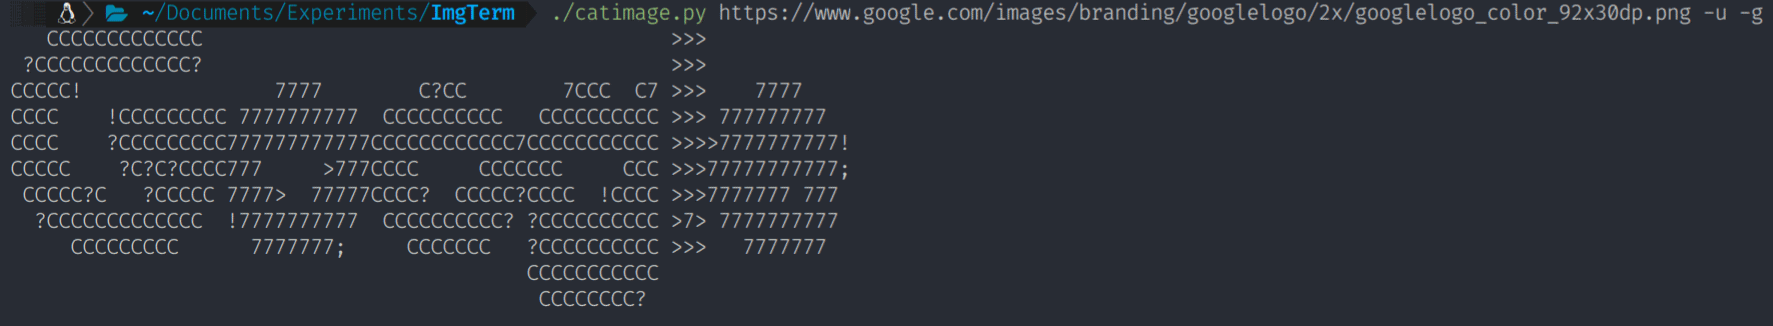 ~/Documents/Experiments/ImgTerm ./catimage.py https://www.google.com/images/branding/googlelogo/2x/googlelogo_color_92x30dp.png -u -g
   CCCCCCCCCCCCC                                       >>>
 ?CCCCCCCCCCCCC?                                       >>>
CCCCC!                7777        C?CC        7CCC  C7 >>>    7777
CCCC    !CCCCCCCCC 7777777777  CCCCCCCCCC   CCCCCCCCCC >>> 777777777
CCCC    ?CCCCCCCCC777777777777CCCCCCCCCCCC7CCCCCCCCCCC >>>>7777777777!
CCCCC    ?C?C?CCCC777     >777CCCC     CCCCCCC     CCC >>>77777777777;
 CCCCC?C   ?CCCCC 7777>  77777CCCC?  CCCCC?CCCC  !CCCC >>>7777777 777
  ?CCCCCCCCCCCCC  !7777777777  CCCCCCCCCC? ?CCCCCCCCCC >7> 7777777777
     CCCCCCCCC      7777777;     CCCCCCC   ?CCCCCCCCCC >>>   7777777
                                           CCCCCCCCCCC
                                            CCCCCCCC?